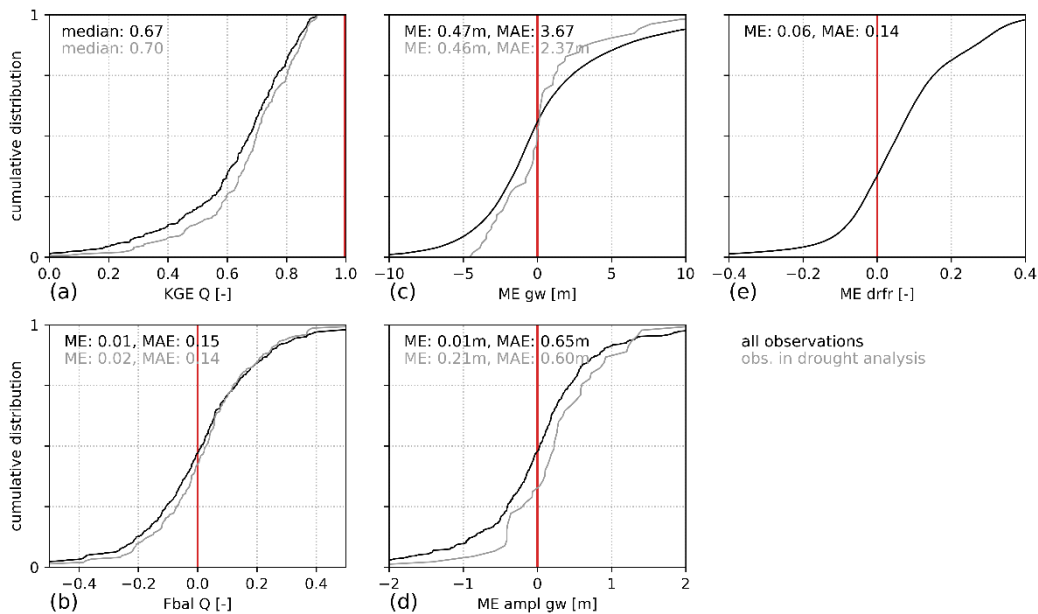 1
cumulative distribution
1
median: 0.67
median: 0.70
0.0 0.2 0.4 0.6 0.8 1.0
(a) KGE Q [-]
ME: 0.47m, MAE: 3.67
ME: 0.46m, MAE: 2.37m
−10 −5 0 5 10
(c) ME gw [m]
ME: 0.06, MAE: 0.14
−0.4 −0.2 0.0 0.2 0.4
(e) ME drfr [-]
1
cumulative distribution
0
ME: 0.01, MAE: 0.15
ME: 0.02, MAE: 0.14
−0.4 −0.2 0.0 0.2 0.4
(b) Fbal Q [-]
ME: 0.01m, MAE: 0.65m
ME: 0.21m, MAE: 0.60m
−2 −1 0 1 2
(d) ME ampl gw [m]
all observations
obs. in drought analysis